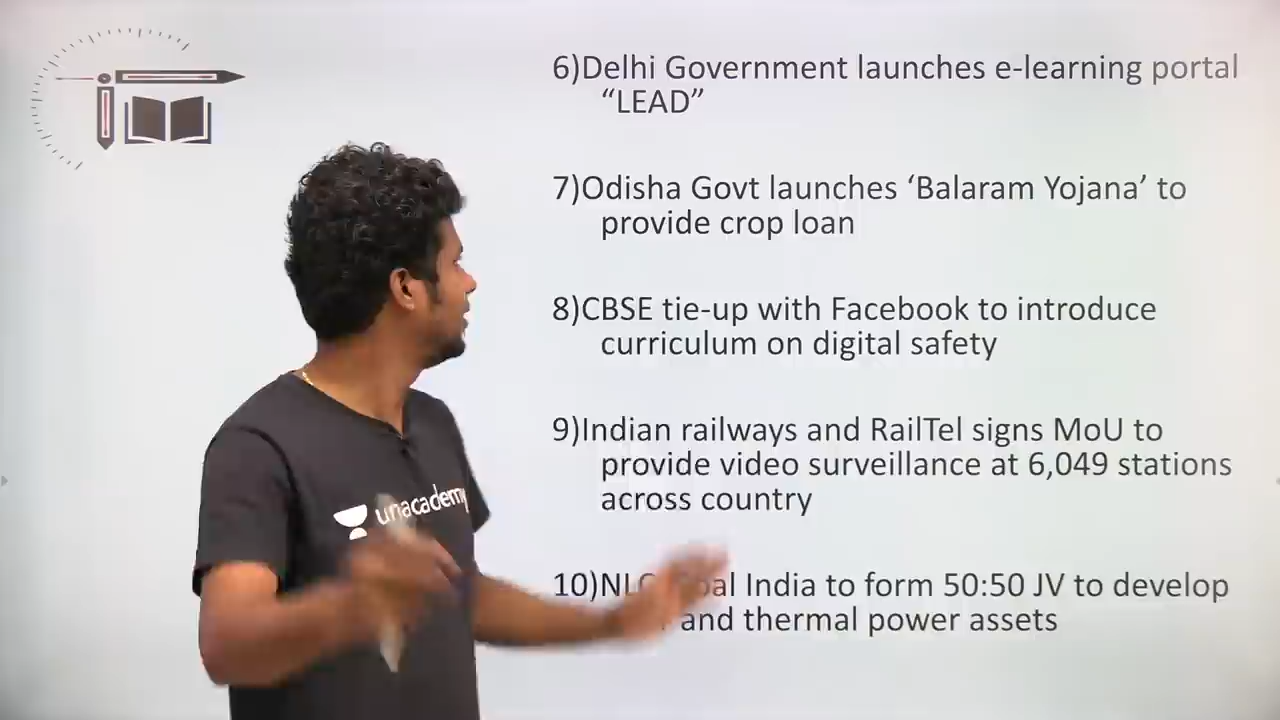 6)Delhi Government launches e-learning portal
“LEAD”
7)Odisha Govt launches ‘Balaram Yojana’ to
provide crop loan
8)CBSE tie-up with Facebook to introduce
curriculum on digital safety
9)Indian railways and RailTel signs MoU to
provide video surveillance at 6,049 stations
across country
unacademy
10) India to form 50:50 JV to develop
and thermal power assets